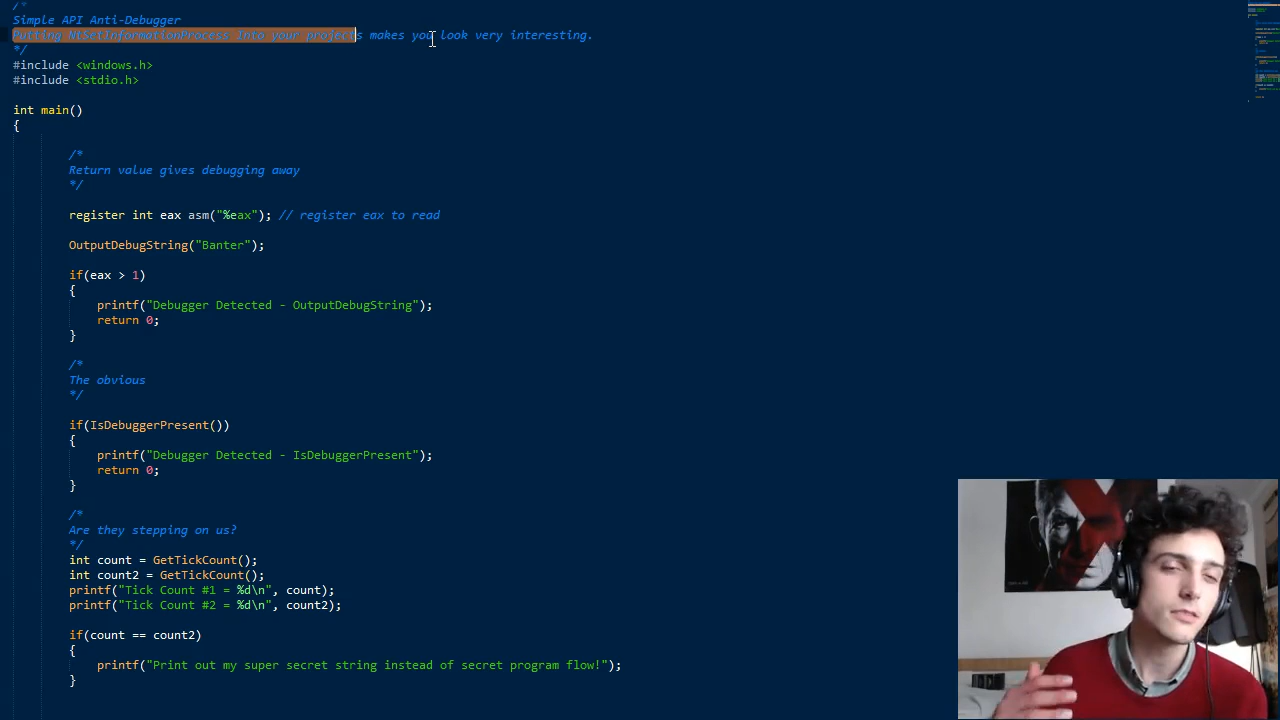 /*
Simple API Anti-Debugger
Putting NtSetInformationProcess Into your projects makes you look very interesting.
*/
#include <windows.h>
#include <stdio.h>
int main()
{
/*
Return value gives debugging away
*/
register int eax asm("%eax"); // register eax to read
OutputDebugString("Banter");
if(eax > 1)
{
printf("Debugger Detected - OutputDebugString");
return 0;
}
/*
The obvious
*/
if(IsDebuggerPresent())
{
printf("Debugger Detected - IsDebuggerPresent");
return 0;
}
/*
Are they stepping on us?
*/
int count = GetTickCount();
int count2 = GetTickCount();
printf("Tick Count #1 = %d\n", count);
printf("Tick Count #2 = %d\n", count2);
if(count == count2)
{
printf("Print out my super secret string instead of secret program flow!");
}